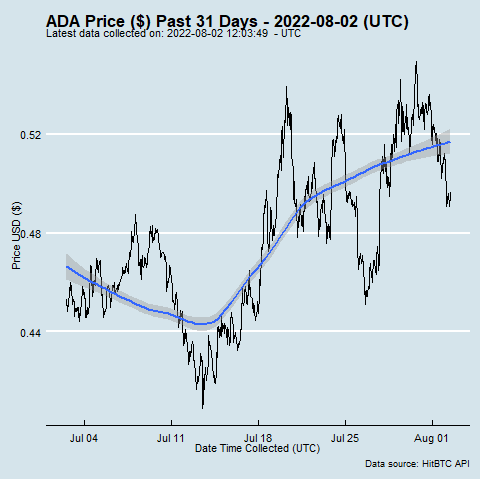 ADA Price ($) Past 31 Days - 2022-08-02 (UTC)
Latest data collected on: 2022-08-02 12:03:49  - UTC
0.52
0.48
0.44
Price USD ($)
Jul 04 Jul 11 Jul 18 Jul 25 Aug 01
Date Time Collected (UTC)
Data source: HitBTC API